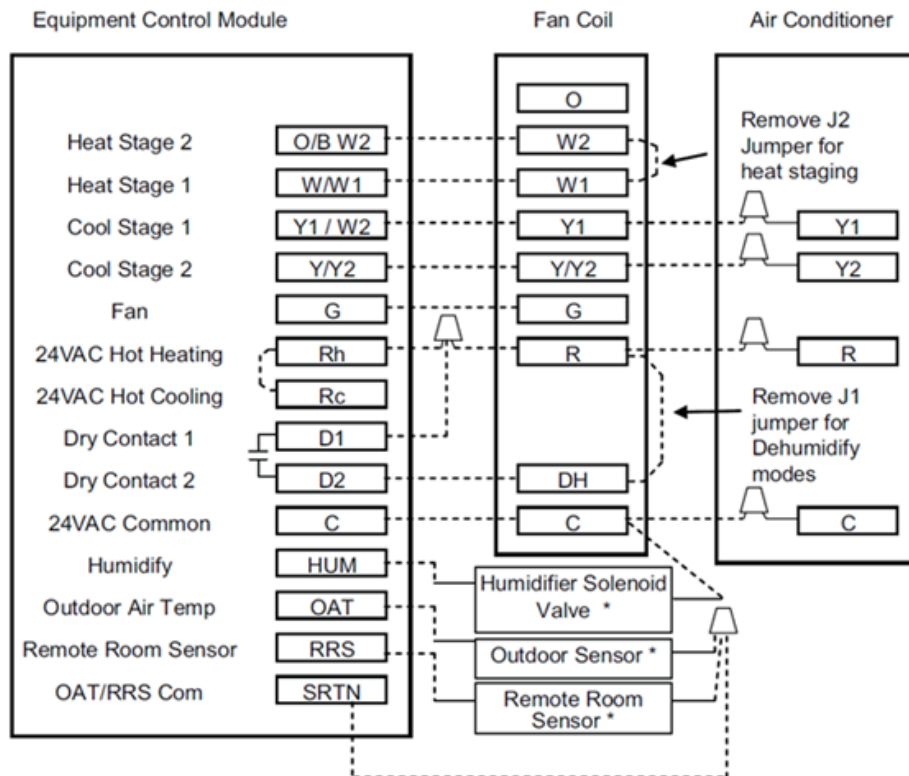 Equipment Control Module
Fan Coil
Air Conditioner
O
Heat Stage 2
O/B W2
W2
Remove J2
Jumper for
heat staging
Heat Stage 1
W/W1
W1
Cool Stage 1
Y1 / W2
Y1
Y1
Cool Stage 2
Y/Y2
Y/Y2
Y2
Fan
G
G
24VAC Hot Heating
Rh
R
R
24VAC Hot Cooling
Rc
Remove J1
jumper for
Dehumidify
modes
Dry Contact 1
D1
Dry Contact 2
D2
DH
24VAC Common
C
C
C
Humidify
HUM
Humidifier Solenoid
Valve *
Outdoor Air Temp
OAT
Outdoor Sensor *
Remote Room Sensor
RRS
Remote Room
Sensor *
OAT/RRS Com
SRTN